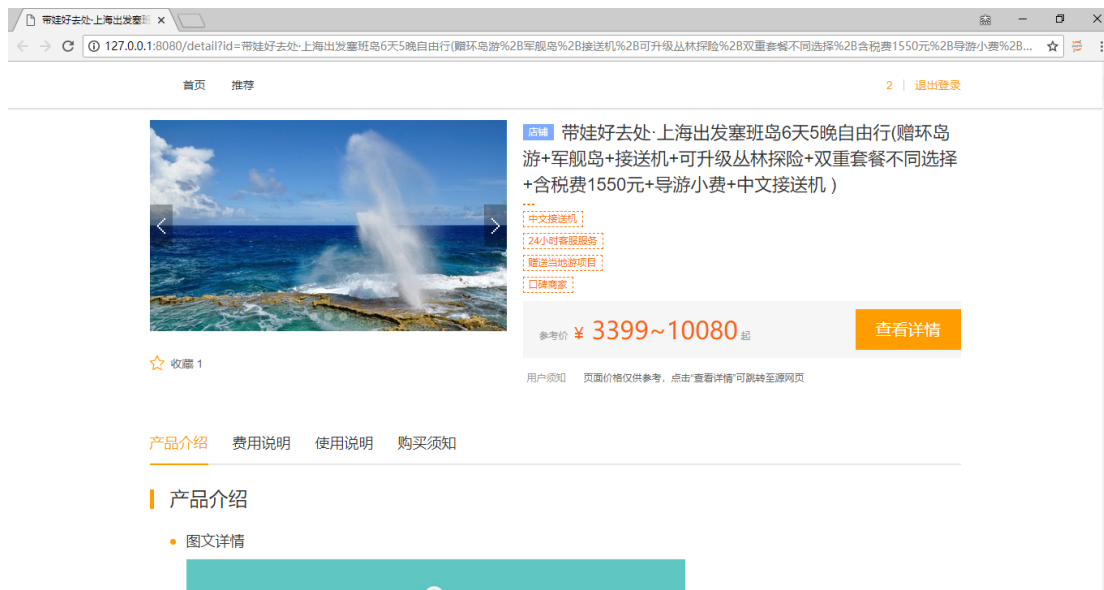 带娃好去处·上海出发塞班
127.0.0.1:8080/detail?id=带娃好去处·上海出发塞班岛6天5晚自由行(赠环岛游%2B军舰岛%2B接送机%2B可升级丛林探险%2B双重套餐不同选择%2B含税费1550元%2B导游小费%2B...
首页 推荐 2 | 退出登录
店铺 带娃好去处·上海出发塞班岛6天5晚自由行(赠环岛
游+军舰岛+接送机+可升级丛林探险+双重套餐不同选择
+含税费1550元+导游小费+中文接送机 )
中文接送机
24小时客服服务
赠送当地游项目
口碑商家
参考价 ¥ 3399~10080 起 查看详情
收藏 1
用户须知 页面价格仅供参考，点击“查看详情”可跳转至源网页
产品介绍 费用说明 使用说明 购买须知
产品介绍
图文详情